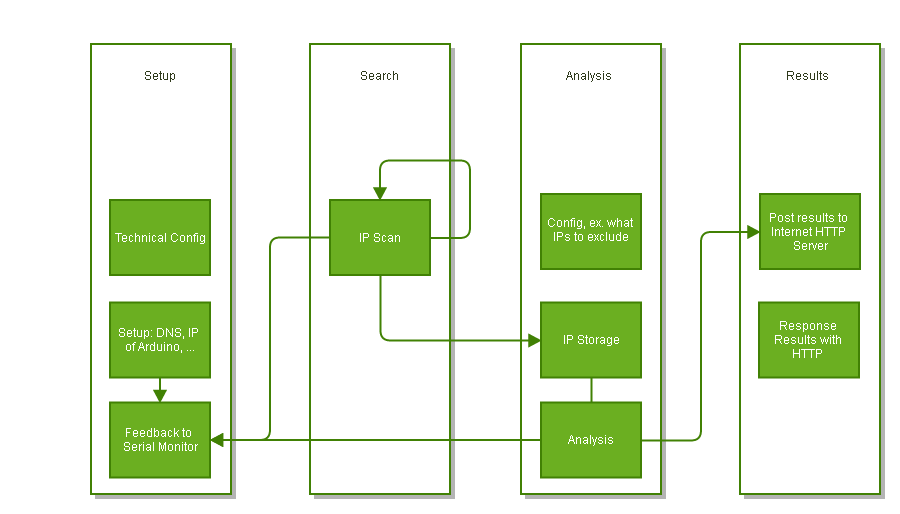 Setup
Search
Analysis
Results
Technical Config
Setup: DNS, IP
of Arduino, ...
Feedback to
Serial Monitor
IP Scan
Config, ex. what
IPs to exclude
IP Storage
Analysis
Post results to
Internet HTTP
Server
Response
Results with
HTTP